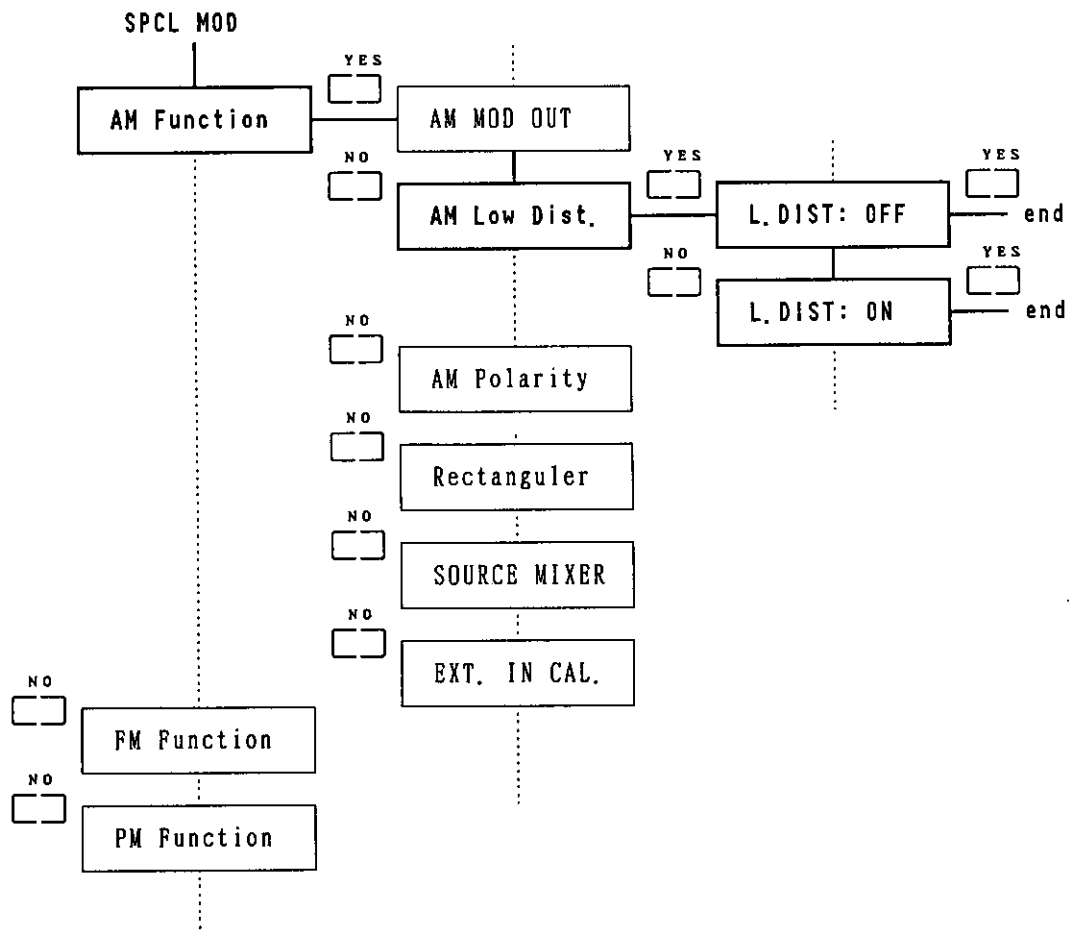 SPCL MOD
YES
AM Function
AM MOD OUT
NO
YES
YES
AM Low Dist.
L.DIST: OFF
end
NO
YES
L.DIST: ON
end
NO
AM Polarity
NO
Rectanguler
NO
SOURCE MIXER
NO
EXT. IN CAL.
NO
FM Function
NO
PM Function